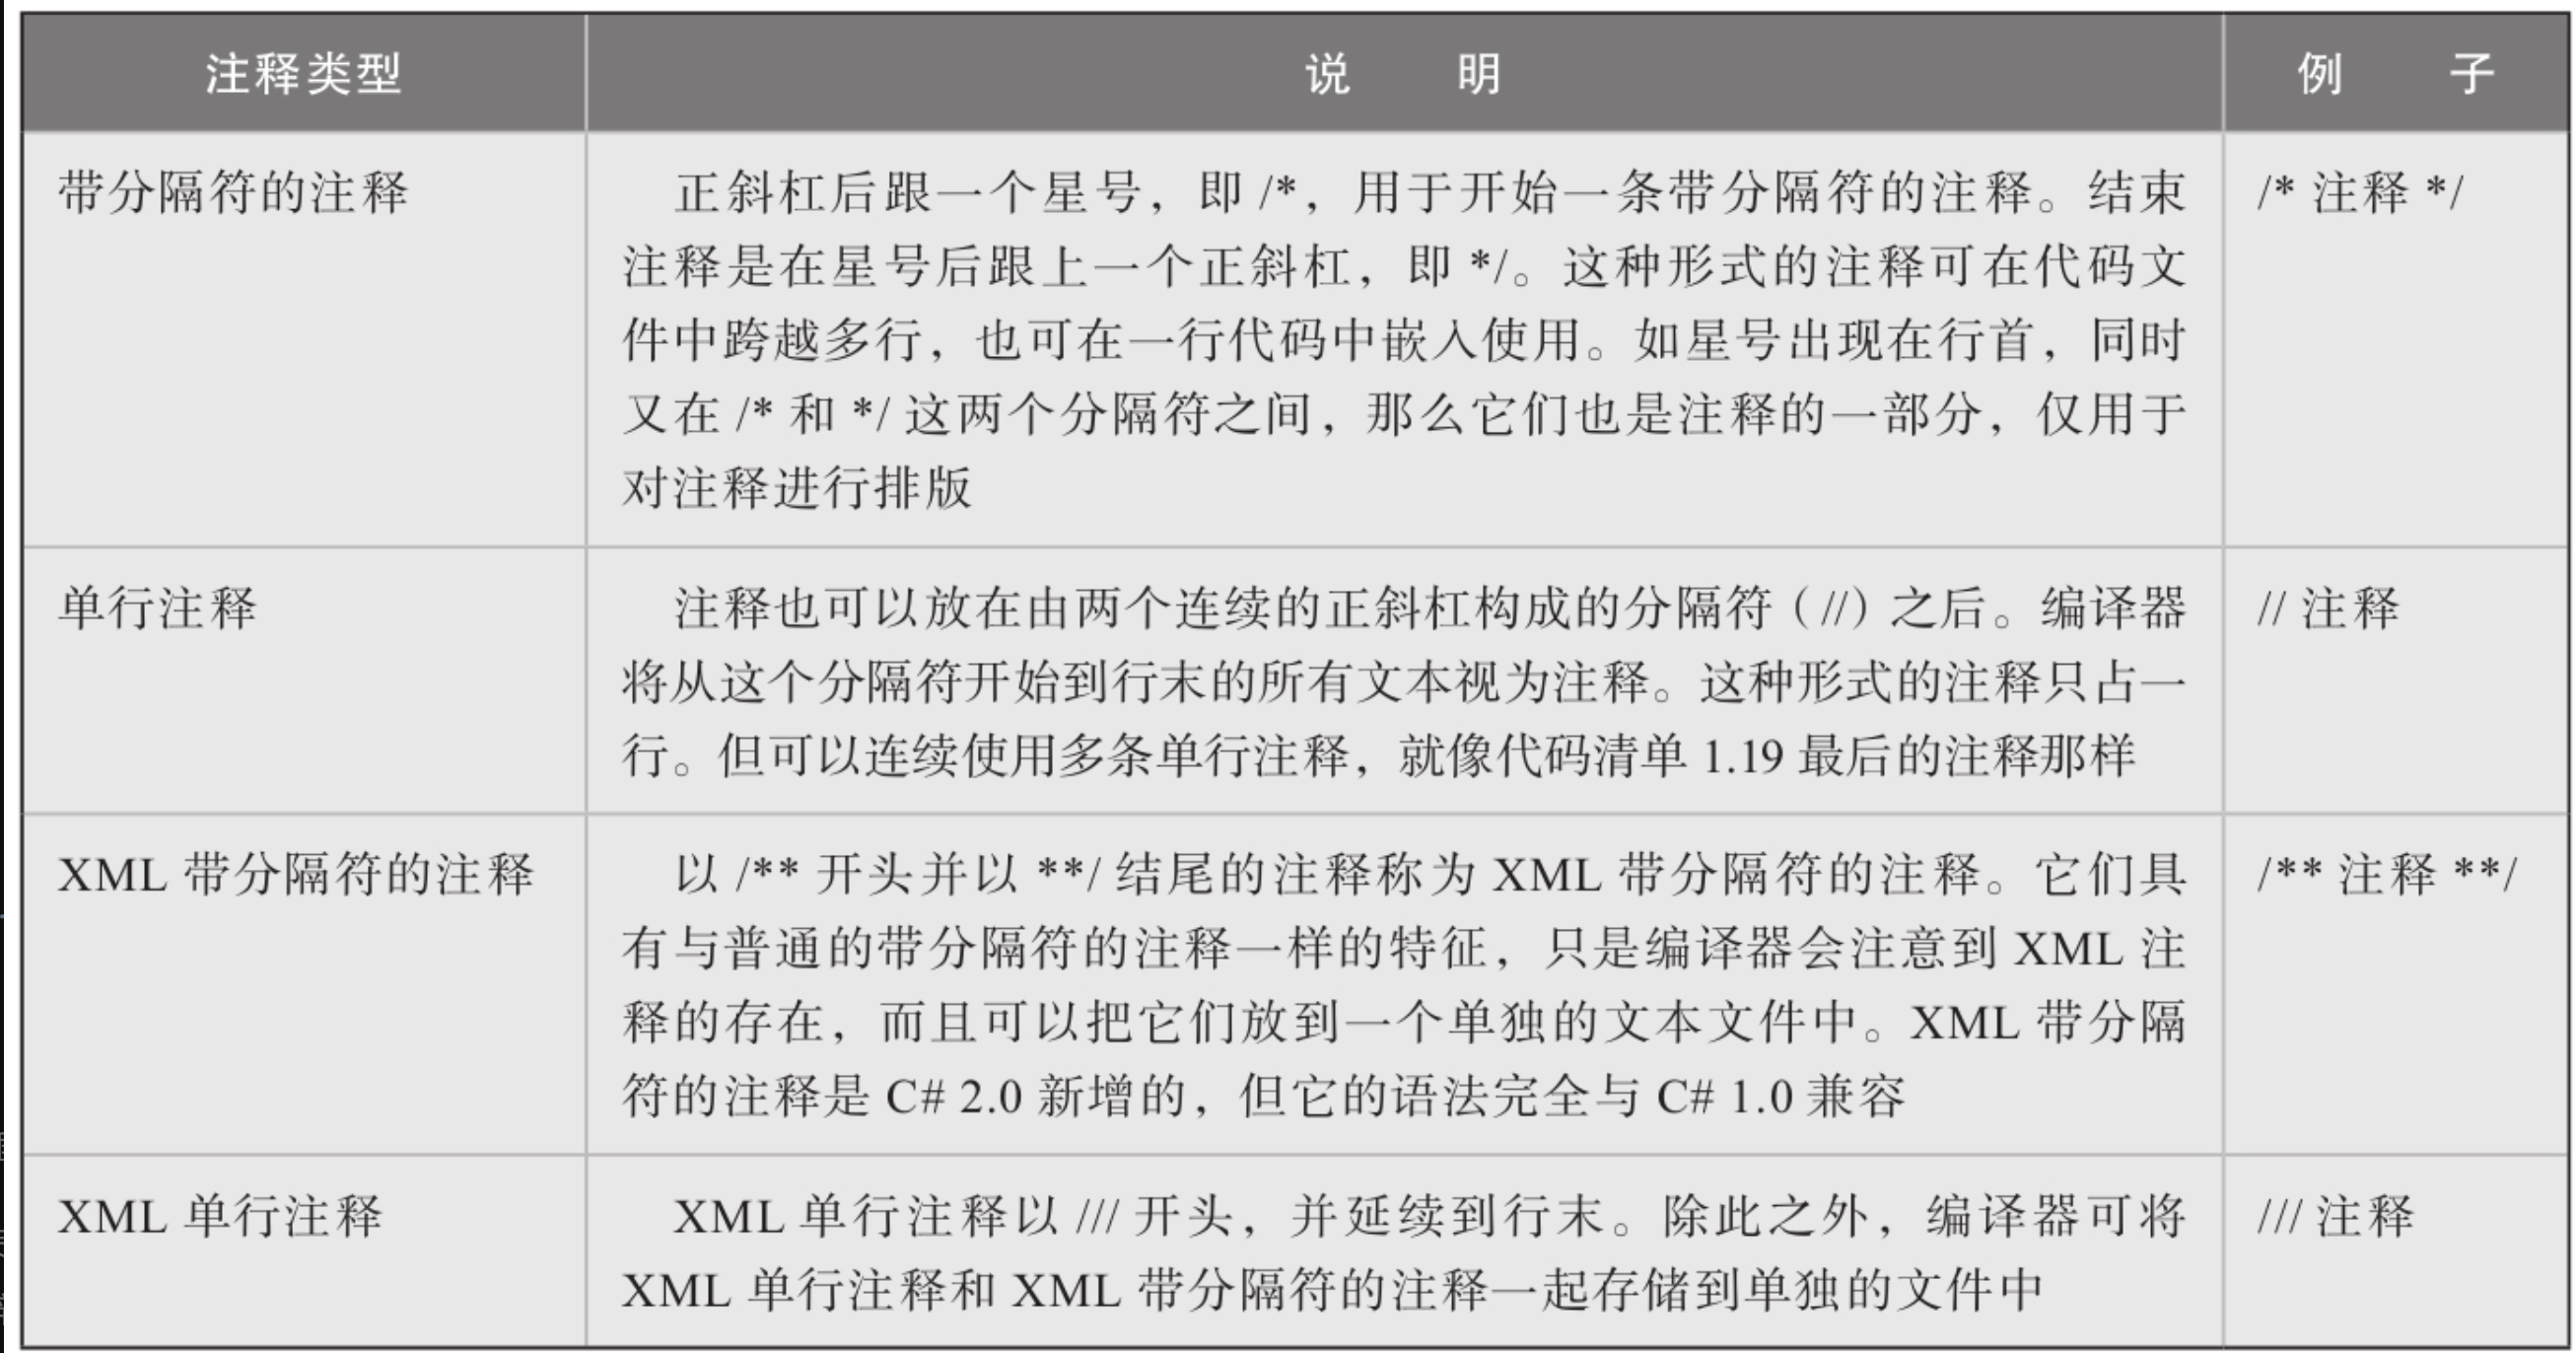 注释类型 说 明 例 子
带分隔符的注释
正斜杠后跟一个星号，即 /*，用于开始一条带分隔符的注释。结束
注释是在星号后跟上一个正斜杠，即 */。这种形式的注释可在代码文
件中跨越多行，也可在一行代码中嵌入使用。如星号出现在行首，同时
又在 /* 和 */ 这两个分隔符之间，那么它们也是注释的一部分，仅用于
对注释进行排版
/* 注释 */
单行注释
注释也可以放在由两个连续的正斜杠构成的分隔符（//）之后。编译器
将从这个分隔符开始到行末的所有文本视为注释。这种形式的注释只占一
行。但可以连续使用多条单行注释，就像代码清单 1.19 最后的注释那样
// 注释
XML 带分隔符的注释
以 /** 开头并以 **/ 结尾的注释称为 XML 带分隔符的注释。它们具
有与普通的带分隔符的注释一样的特征，只是编译器会注意到 XML 注
释的存在，而且可以把它们放到一个单独的文本文件中。XML 带分隔
符的注释是 C# 2.0 新增的，但它的语法完全与 C# 1.0 兼容
/** 注释 **/
XML 单行注释
XML 单行注释以 /// 开头，并延续到行末。除此之外，编译器可将
XML 单行注释和 XML 带分隔符的注释一起存储到单独的文件中
/// 注释